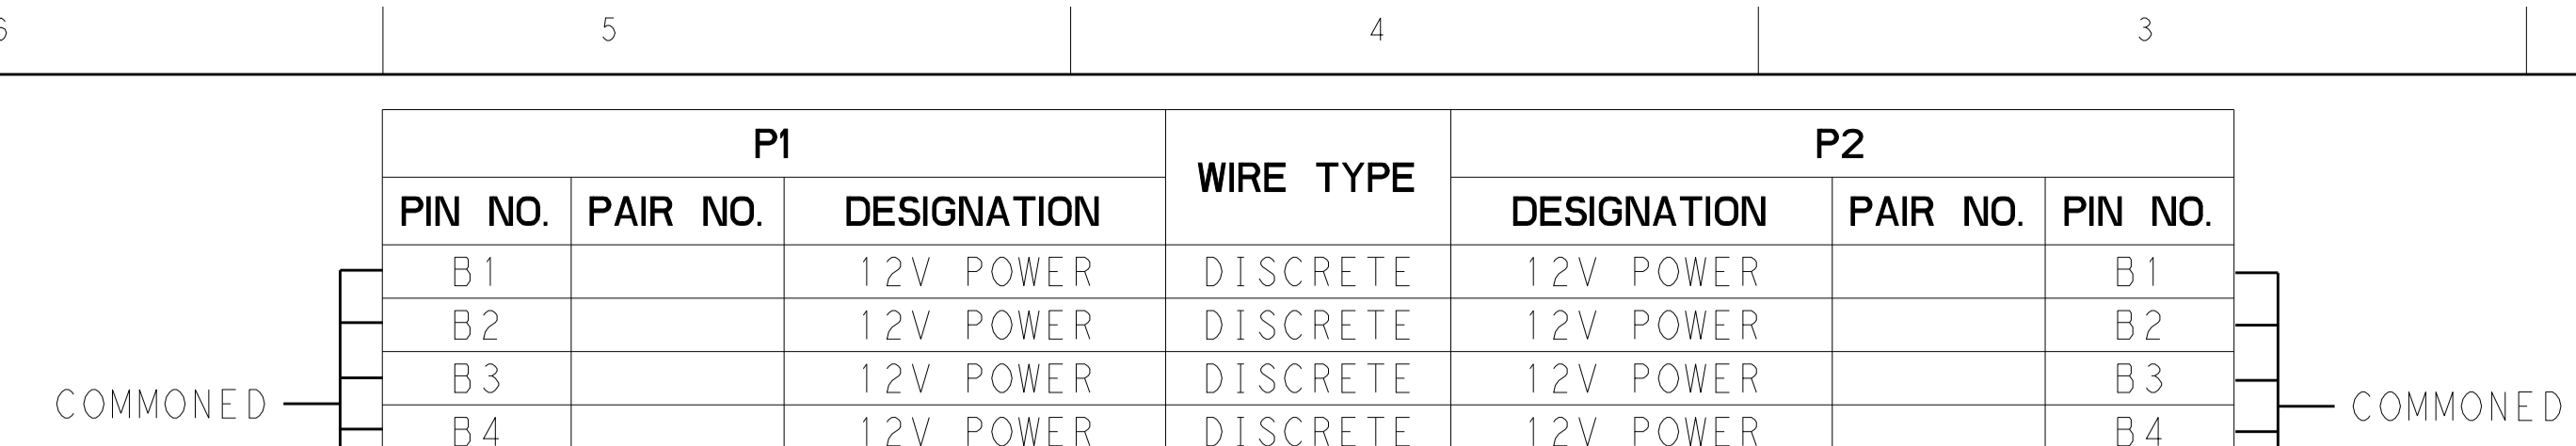 6 5 4 3
P1 WIRE TYPE P2
PIN NO. PAIR NO. DESIGNATION DESIGNATION PAIR NO. PIN NO.
B1 12V POWER DISCRETE 12V POWER B1
B2 12V POWER DISCRETE 12V POWER B2
B3 12V POWER DISCRETE 12V POWER B3
COMMONED COMMONED
B4 12V POWER DISCRETE 12V POWER B4